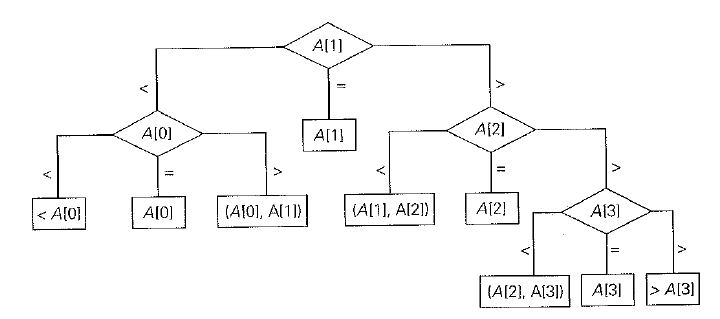 A[1]
< = >
A[0] A[1] A[2]
< = > < = >
< A[0] A[0] (A[0], A[1]) (A[1], A[2]) A[2] A[3]
< = >
(A[2], A[3]) A[3] > A[3]